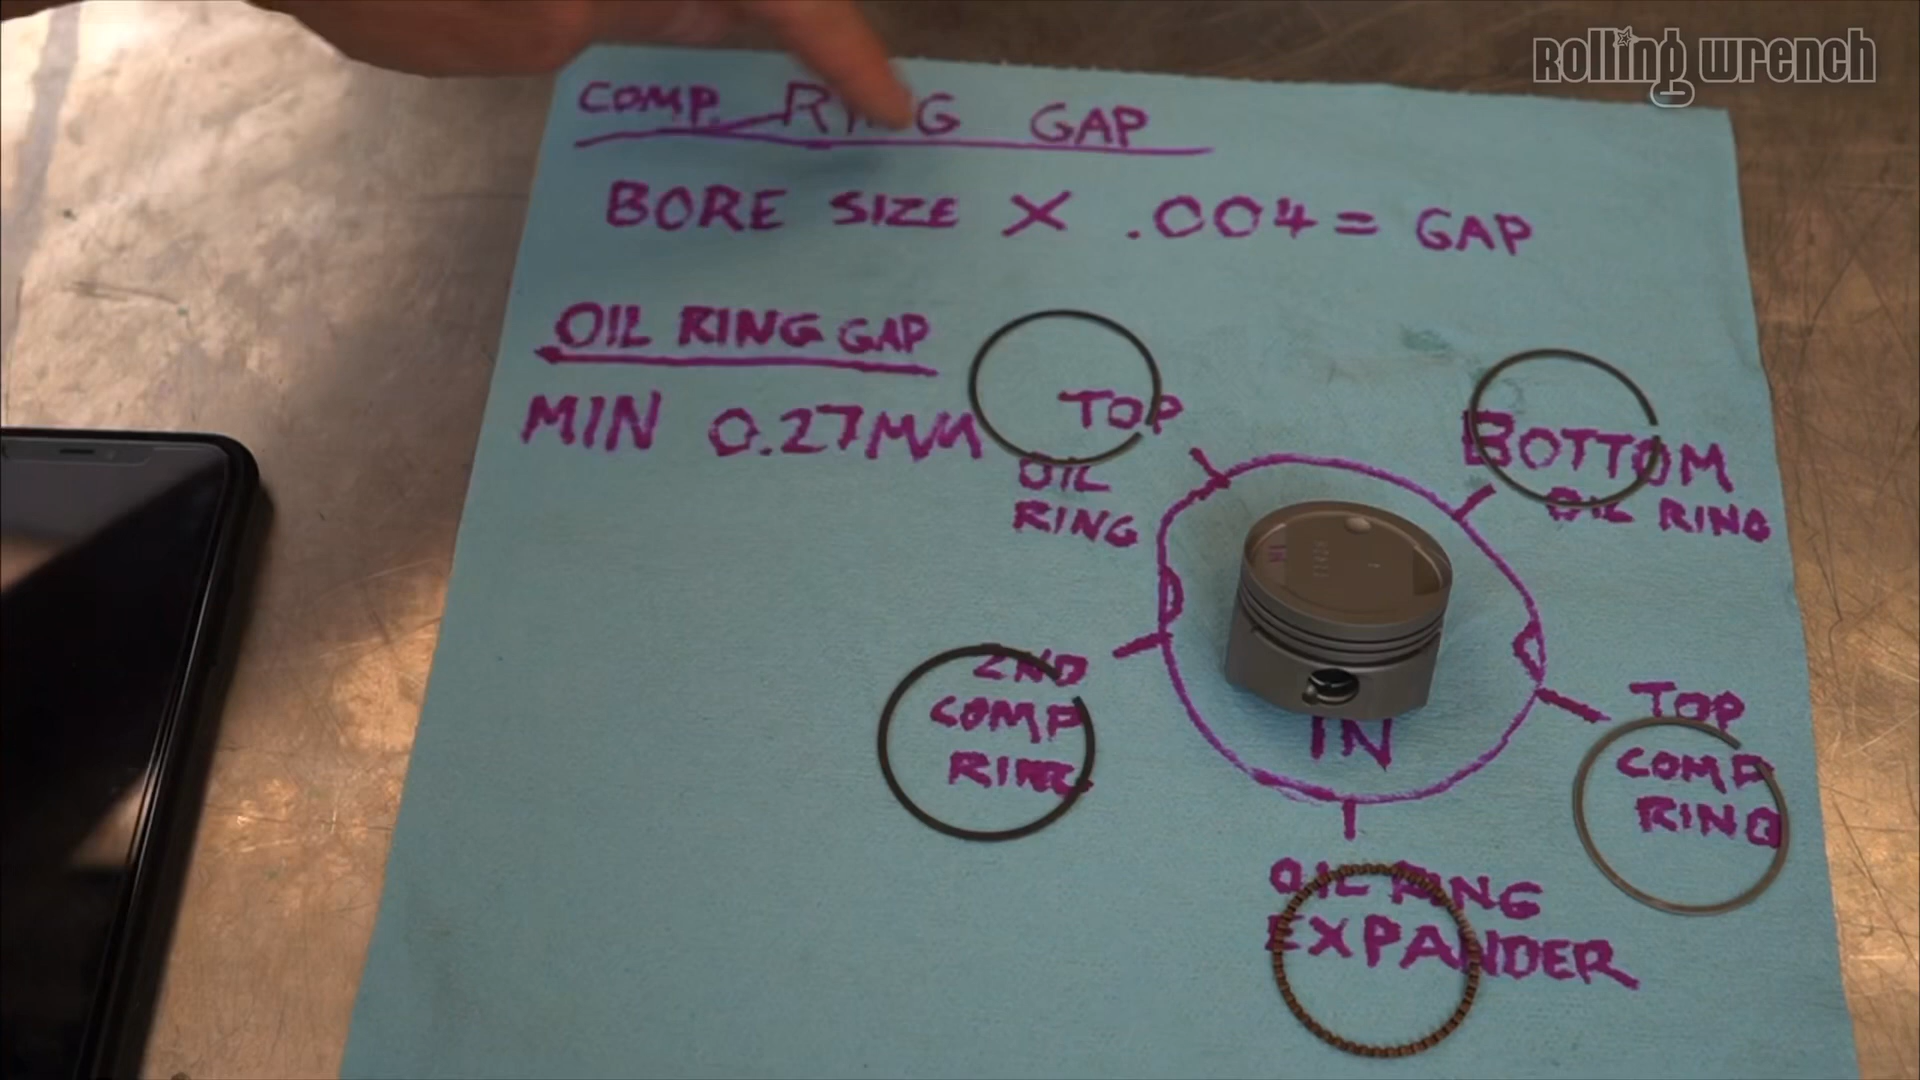 Rolling wrench
COMP. RING GAP
BORE SIZE X .004 = GAP
OIL RING GAP
MIN 0.27MM
TOP
OIL
RING
BOTTOM
OIL RING
2ND
COMP
RING
IN
TOP
COMP
RING
OIL RING
EXPANDER